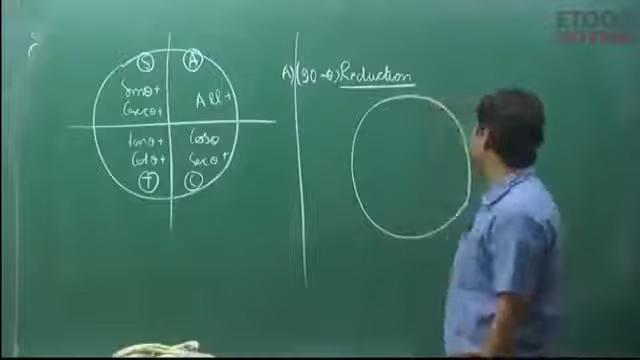 ETOOS
S A
Sinθ+
Cosecθ+
All+
tanθ+
Cotθ+
Cosθ
Secθ+
T C
A) (90-θ) Reduction